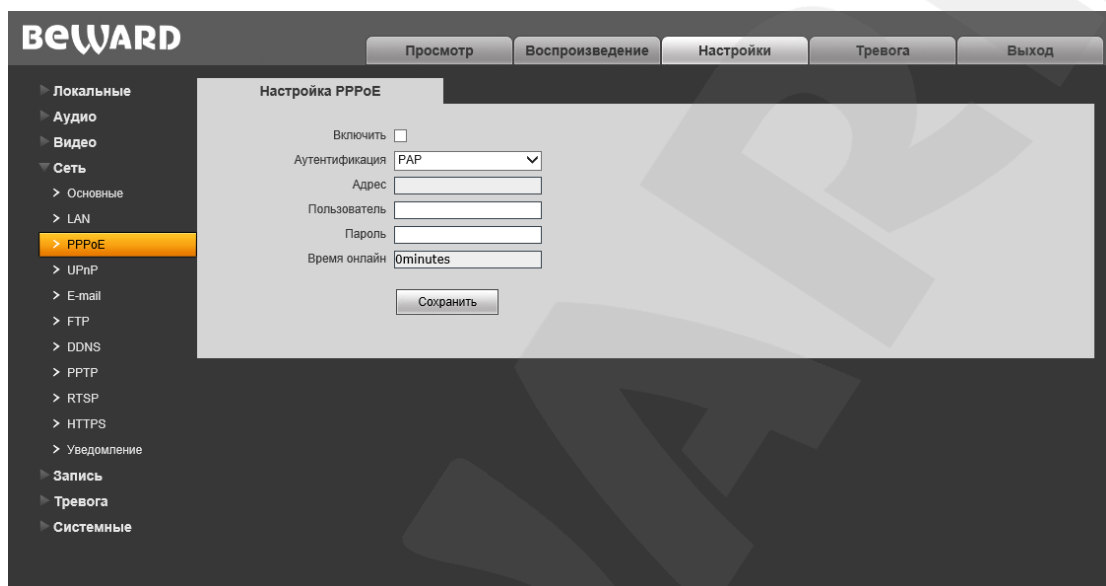 BEWARD
Просмотр
Воспроизведение
Настройки
Тревога
Выход
Локальные
Аудио
Видео
Сеть
> Основные
> LAN
> PPPoE
> UPnP
> E-mail
> FTP
> DDNS
> PPTP
> RTSP
> HTTPS
> Уведомление
Запись
Тревога
Системные
Настройка PPPoE
Включить
Аутентификация PAP
Адрес
Пользователь
Пароль
Время онлайн 0minutes
Сохранить